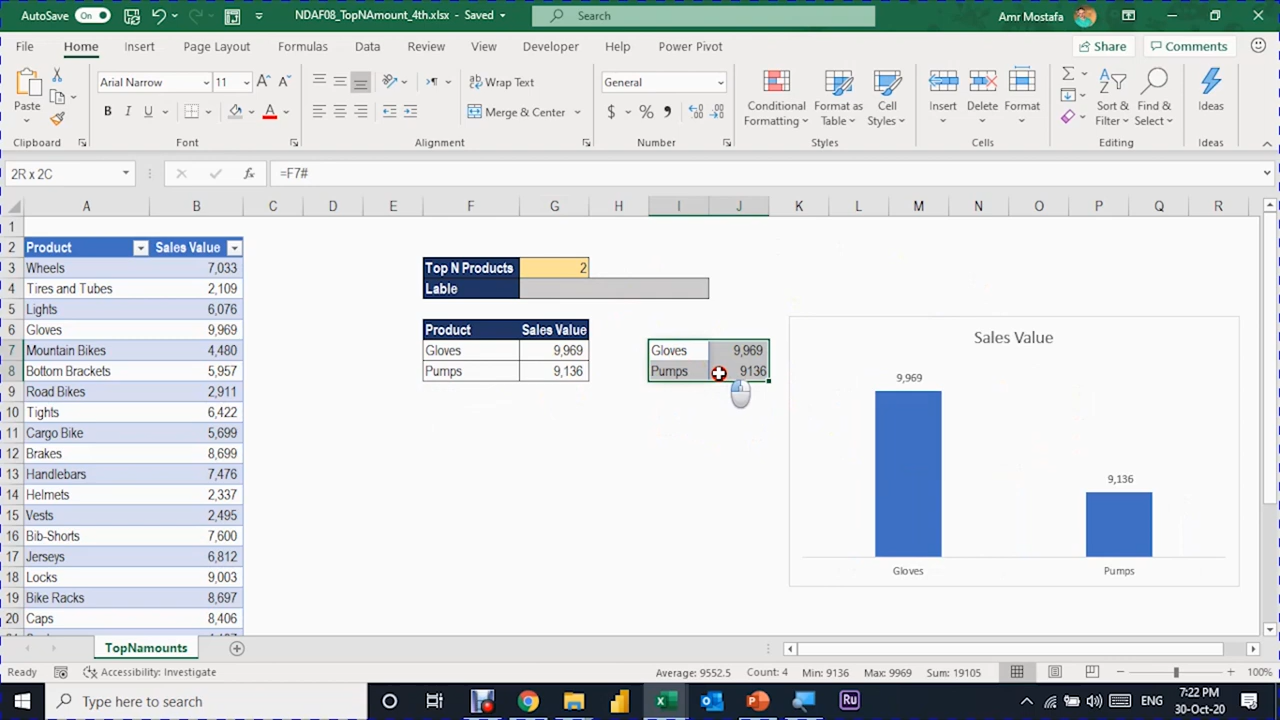 AutoSave On NDAF08_TopNAmount_4th.xlsx - Saved Search Amr Mostafa
File Home Insert Page Layout Formulas Data Review View Developer Help Power Pivot Share Comments
Paste Arial Narrow 11 Wrap Text General Conditional Formatting Format as Table Cell Styles Insert Delete Format Sort & Filter Find & Select Ideas
B I U A Merge & Center $ %
Clipboard Font Alignment Number Styles Cells Editing Ideas
2R x 2C fx =F7#
A B C D E F G H I J K L M N O P Q R
1
2 Product Sales Value
3 Wheels 7,033 Top N Products 2
4 Tires and Tubes 2,109 Lable
5 Lights 6,076
6 Gloves 9,969 Product Sales Value
7 Mountain Bikes 4,480 Gloves 9,969 Gloves 9,969
8 Bottom Brackets 5,957 Pumps 9,136 Pumps 9136
9 Road Bikes 2,911
10 Tights 6,422
11 Cargo Bike 5,699
12 Brakes 8,699
13 Handlebars 7,476
14 Helmets 2,337
15 Vests 2,495
16 Bib-Shorts 7,600
17 Jerseys 6,812
18 Locks 9,003
19 Bike Racks 8,697
20 Caps 8,406
Sales Value
9,969
9,136
Gloves Pumps
TopNamounts
Ready Accessibility: Investigate Average: 9552.5 Count: 4 Min: 9136 Max: 9969 Sum: 19105 100%
Type here to search Ru ENG 7:22 PM
30-Oct-20